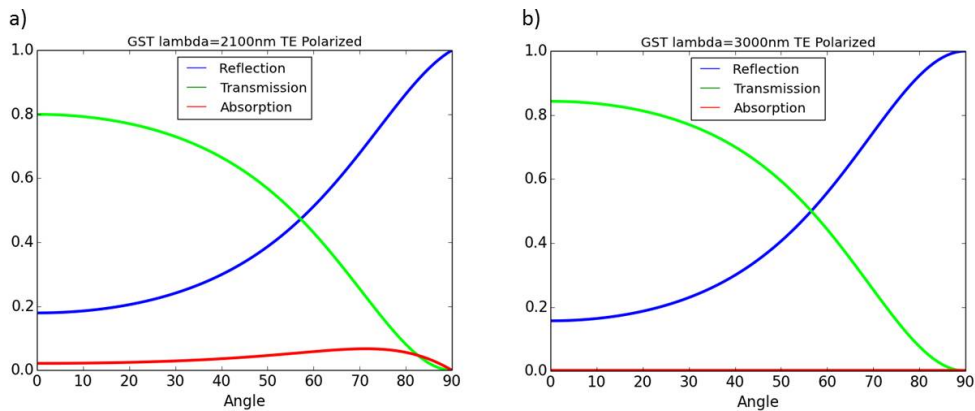 a)
GST lambda=2100nm TE Polarized
1.0
0.8
0.6
0.4
0.2
0.0
Reflection
Transmission
Absorption
0 10 20 30 40 50 60 70 80 90
Angle
b)
GST lambda=3000nm TE Polarized
1.0
0.8
0.6
0.4
0.2
0.0
Reflection
Transmission
Absorption
0 10 20 30 40 50 60 70 80 90
Angle